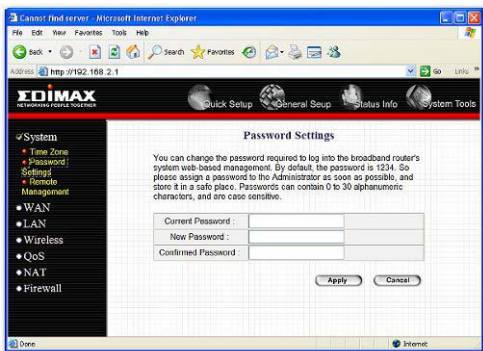 Cannot find server - Microsoft Internet Explorer
File Edit View Favorites Tools Help
Back Search Favorites
Address http://192.168.2.1 Go Links »
EDIMAX
NETWORKING PEOPLE TOGETHER
Quick Setup General Seup Status Info System Tools
System
Time Zone
Password
Settings
Remote
Management
WAN
LAN
Wireless
QoS
NAT
Firewall
Password Settings
You can change the password required to log into the broadband router's
system web-based management. By default, the password is 1234. So
please assign a password to the Administrator as soon as possible, and
store it in a safe place. Passwords can contain 0 to 30 alphanumeric
characters, and are case sensitive.
Current Password :
New Password :
Confirmed Password :
Apply Cancel
Done Internet